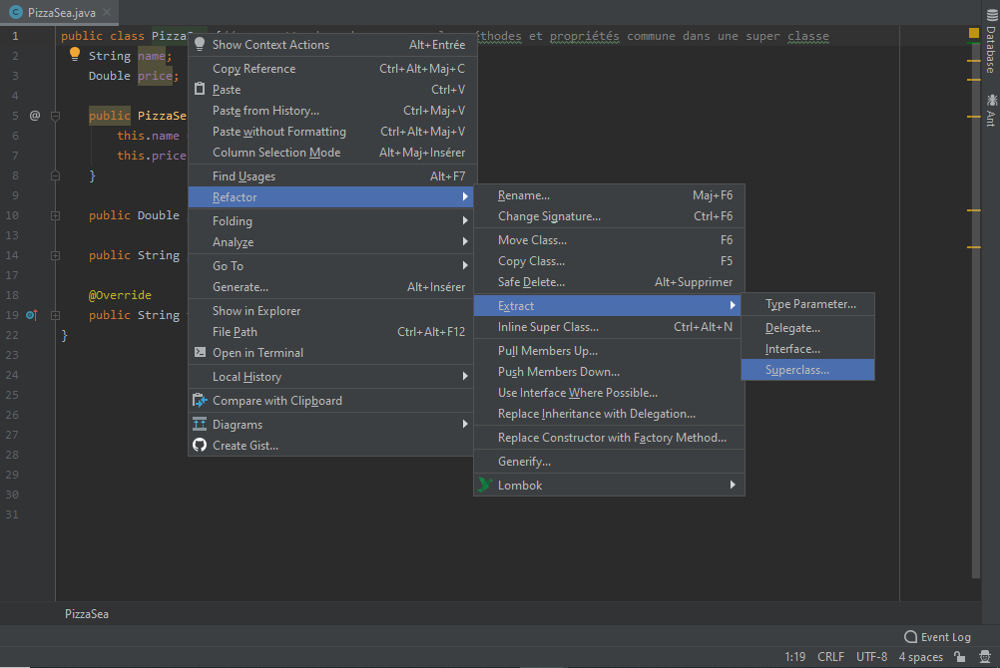 PizzaSea.java
1 public class PizzaSea
éthodes et propriétés commune dans une super classe
2 String name;
3 Double price;
4
5 @ public PizzaSe
6 this.name
7 this.price
8 }
9
10 public Double
13
14 public String
17
18 @Override
19 public String
22 }
23
24
25
26
27
28
29
30
31
Show Context Actions Alt+Entrée
Copy Reference Ctrl+Alt+Maj+C
Paste Ctrl+V
Paste from History... Ctrl+Maj+V
Paste without Formatting Ctrl+Alt+Maj+V
Column Selection Mode Alt+Maj+Insérer
Find Usages Alt+F7
Refactor
Folding
Analyze
Go To
Generate... Alt+Insérer
Show in Explorer
File Path Ctrl+Alt+F12
Open in Terminal
Local History
Compare with Clipboard
Diagrams
Create Gist...
Rename... Maj+F6
Change Signature... Ctrl+F6
Move Class... F6
Copy Class... F5
Safe Delete... Alt+Supprimer
Extract
Inline Super Class... Ctrl+Alt+N
Pull Members Up...
Push Members Down...
Use Interface Where Possible...
Replace Inheritance with Delegation...
Replace Constructor with Factory Method...
Generify...
Lombok
Type Parameter...
Delegate...
Interface...
Superclass...
Database
Ant
PizzaSea
Event Log
1:19 CRLF UTF-8 4 spaces